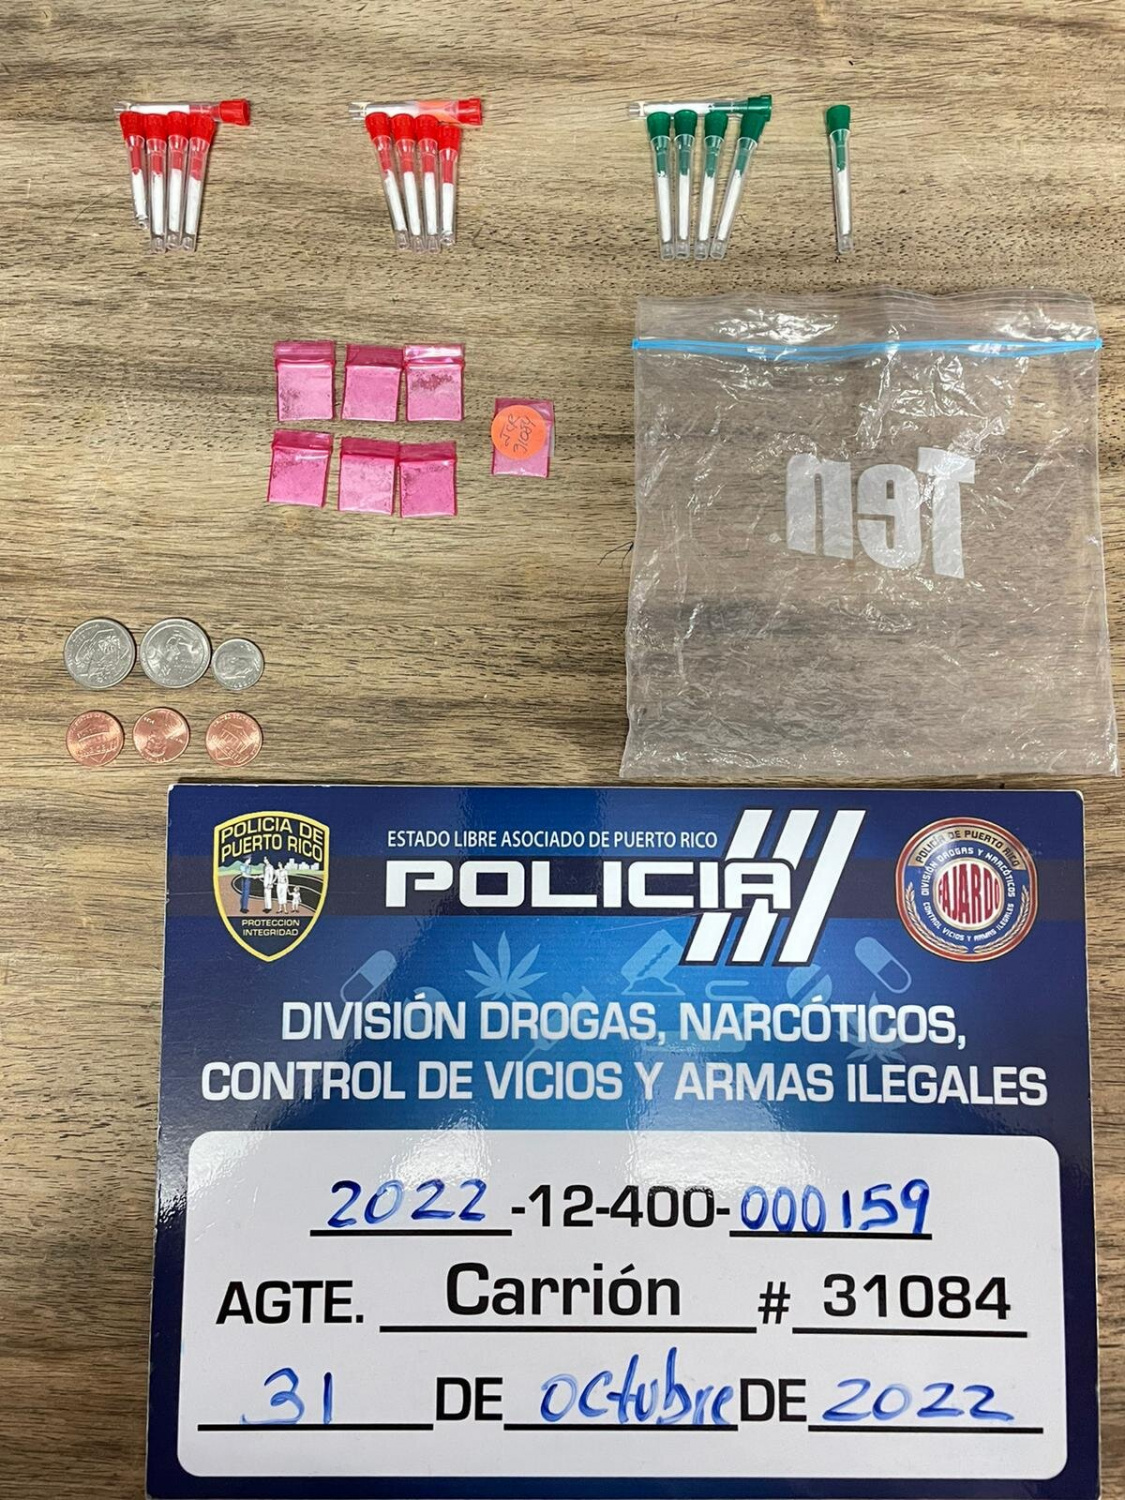 Ten
POLICIA DE
PUERTO RICO
PROTECCION
INTEGRIDAD
ESTADO LIBRE ASOCIADO DE PUERTO RICO
POLICIA
POLICIA DE PUERTO RICO
DIVISIÓN DROGAS Y NARCÓTICOS
FAJARDO
CONTROL VICIOS Y ARMAS ILEGALES
DIVISIÓN DROGAS, NARCÓTICOS,
CONTROL DE VICIOS Y ARMAS ILEGALES
2022-12-400-000159
AGTE. Carrión # 31084
31 DE octubre DE 2022